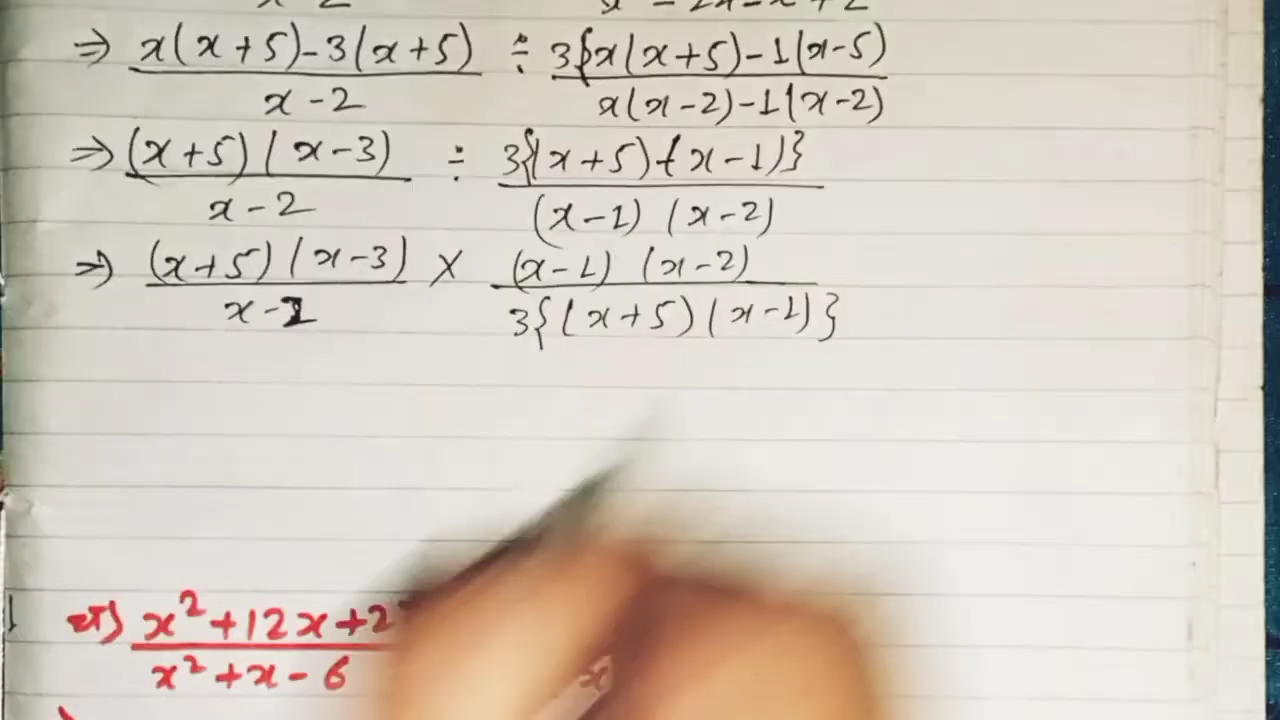 ⇒ x(x+5)-3(x+5) / x-2 ÷ 3{x(x+5)-1(x-5) / x(x-2)-1(x-2)
⇒ (x+5)(x-3) / x-2 ÷ 3{(x+5)(x-1)} / (x-1)(x-2)
⇒ (x+5)(x-3) / x-2 × (x-1)(x-2) / 3{(x+5)(x-1)}
x²+12x+2 / x²+x-6